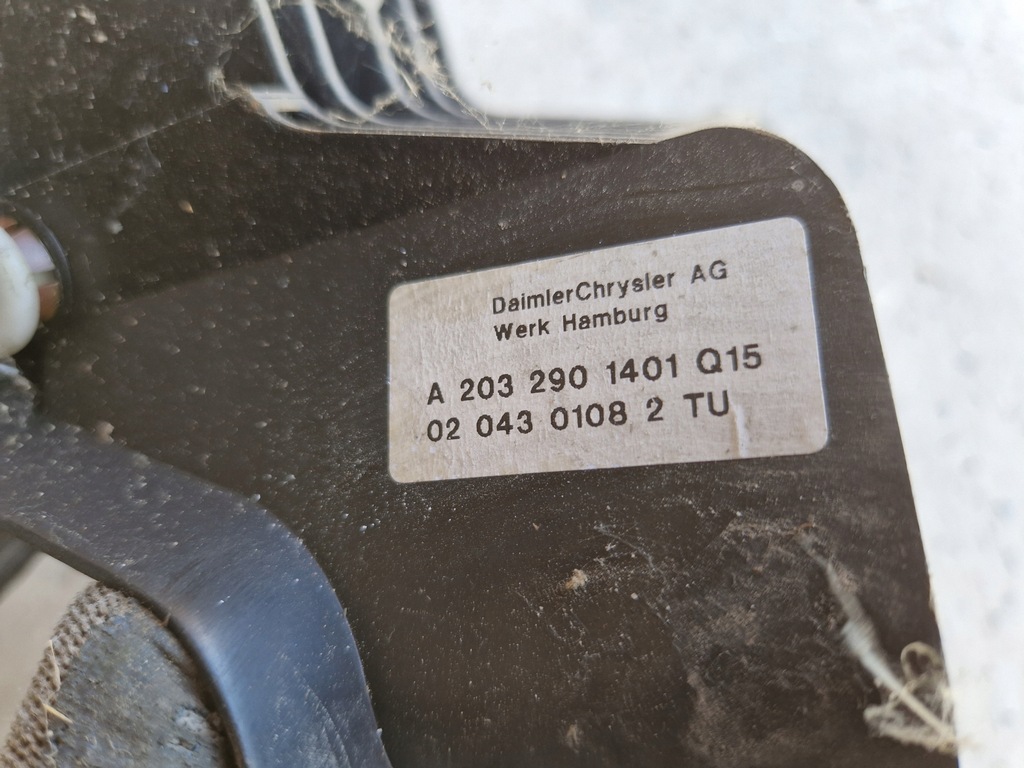 DaimlerChrysler AG
Werk Hamburg
A 203 290 1401 Q15
02 043 0108 2 TU